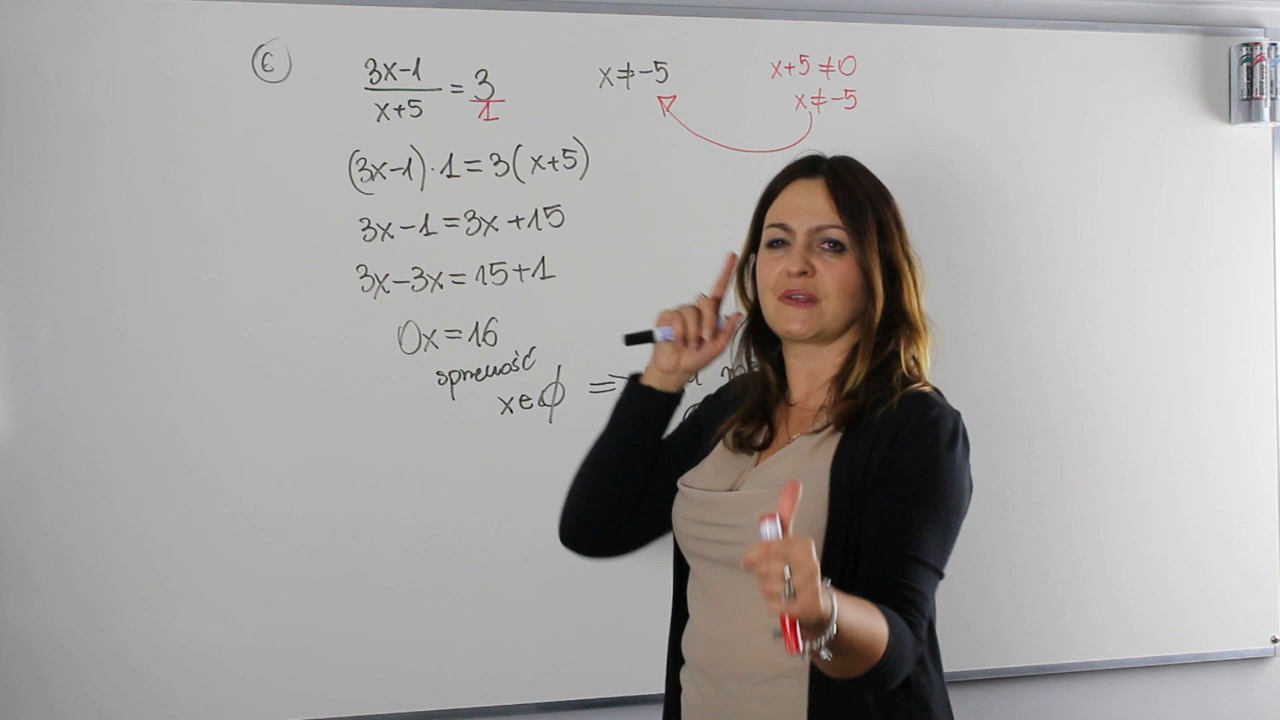 6
3x-1/x+5 = 3/1
x≠-5
x+5≠0
x≠-5
(3x-1)·1=3(x+5)
3x-1=3x+15
3x-3x=15+1
0x=16
sprzeność
x∈∅ =>